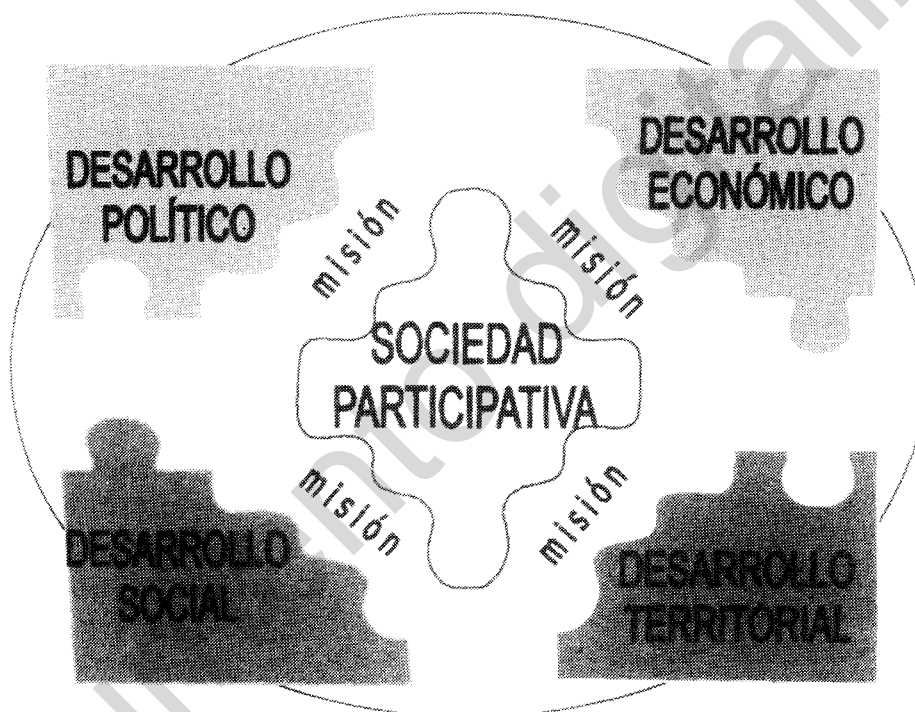 DESARROLLO
POLÍTICO
DESARROLLO
ECONÓMICO
misión
misión
SOCIEDAD
PARTICIPATIVA
misión
misión
DESARROLLO
SOCIAL
DESARROLLO
TERRITORIAL